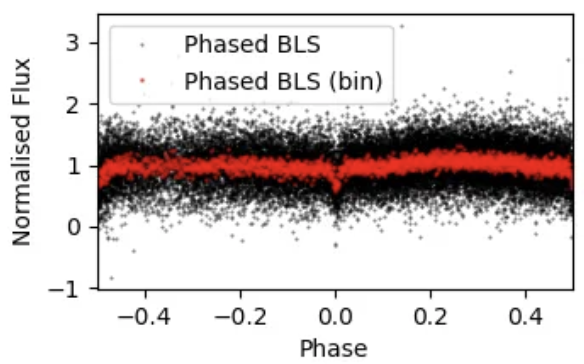 Phased BLS
Phased BLS (bin)
3
2
1
0
−1
Normalised Flux
−0.4 −0.2 0.0 0.2 0.4
Phase